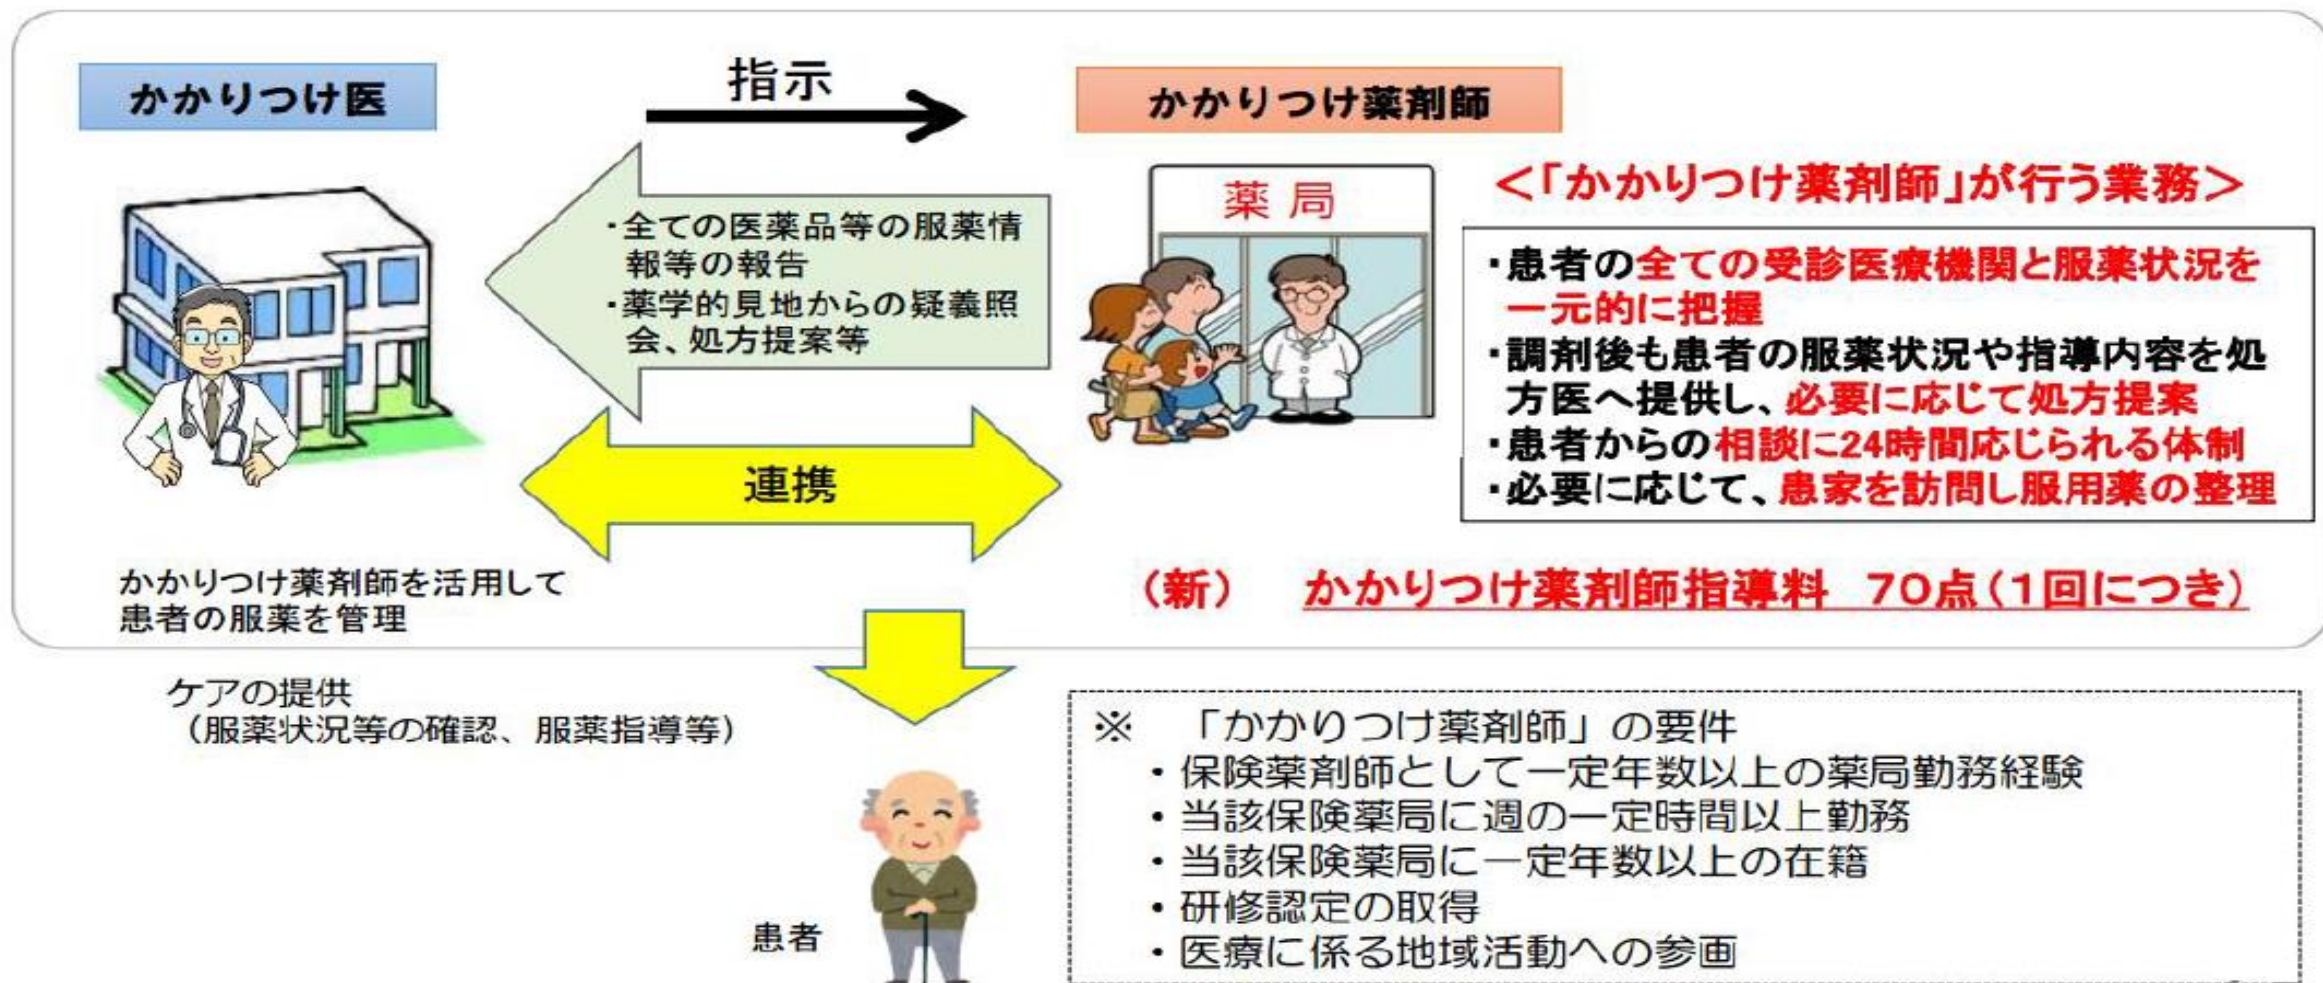 かかりつけ医
指示
かかりつけ薬剤師
・全ての医薬品等の服薬情
報等の報告
・薬学的見地からの疑義照
会、処方提案等
薬局
＜「かかりつけ薬剤師」が行う業務＞
・患者の全ての受診医療機関と服薬状況を
一元的に把握
・調剤後も患者の服薬状況や指導内容を処
方医へ提供し、必要に応じて処方提案
・患者からの相談に24時間応じられる体制
・必要に応じて、患家を訪問し服用薬の整理
連携
かかりつけ薬剤師を活用して
患者の服薬を管理
（新）　かかりつけ薬剤師指導料　70点（1回につき）
ケアの提供
（服薬状況等の確認、服薬指導等）
患者
※　「かかりつけ薬剤師」の要件
・保険薬剤師として一定年数以上の薬局勤務経験
・当該保険薬局に週の一定時間以上勤務
・当該保険薬局に一定年数以上の在籍
・研修認定の取得
・医療に係る地域活動への参画